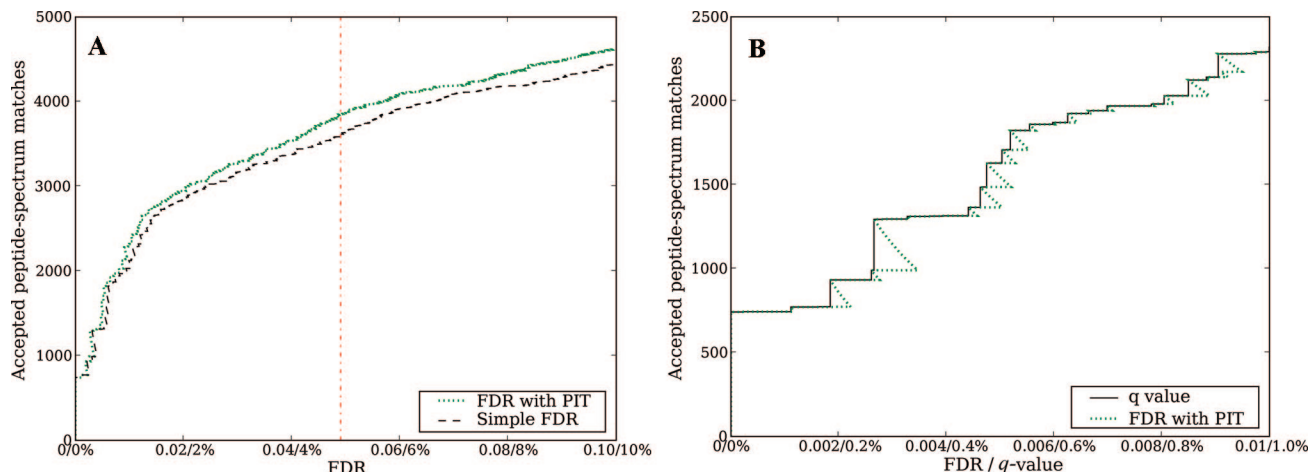 A
Accepted peptide-spectrum matches
5000
4000
3000
2000
1000
0
0/0%
0.02/2%
0.04/4%
0.06/6%
0.08/8%
0.10/10%
FDR
FDR with PIT
Simple FDR
B
Accepted peptide-spectrum matches
2500
2000
1500
1000
500
0
0/0%
0.002/0.2%
0.004/0.4%
0.006/0.6%
0.008/0.8%
0.01/1.0%
FDR / q-value
q value
FDR with PIT